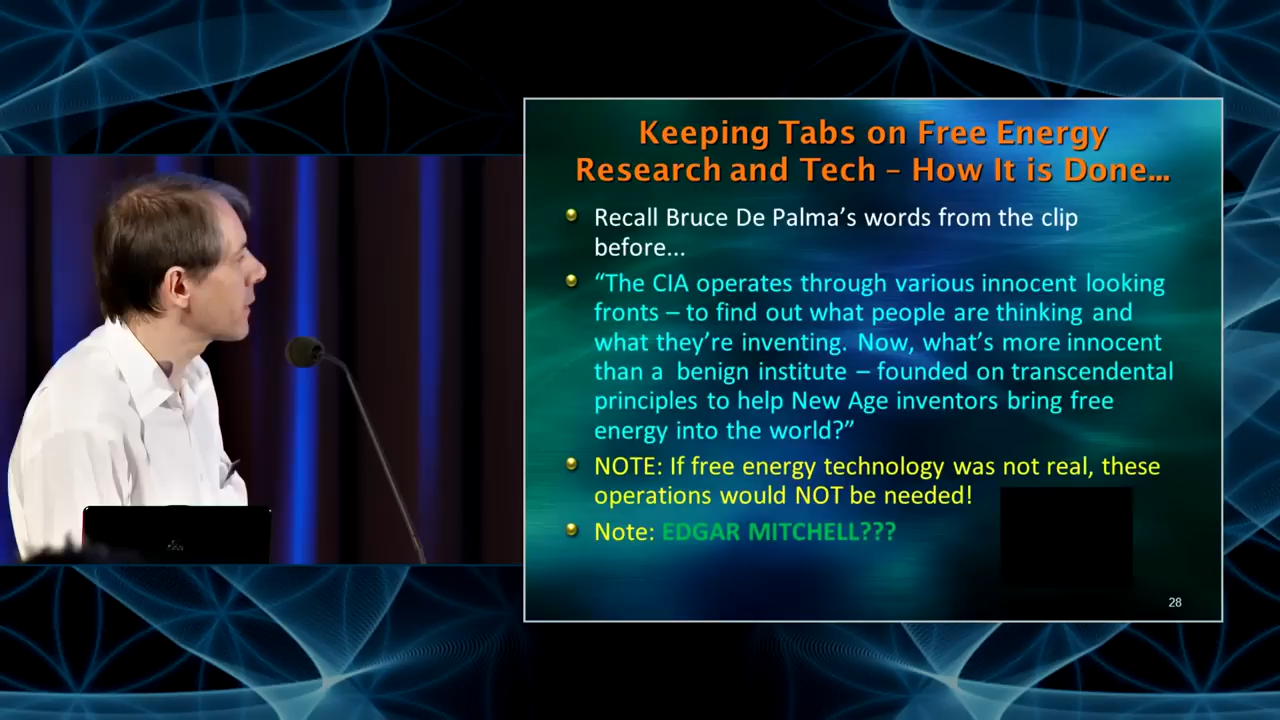 Keeping Tabs on Free Energy
Research and Tech – How It is Done...
Recall Bruce De Palma’s words from the clip
before...
“The CIA operates through various innocent looking
fronts – to find out what people are thinking and
what they’re inventing. Now, what’s more innocent
than a benign institute – founded on transcendental
principles to help New Age inventors bring free
energy into the world?”
NOTE: If free energy technology was not real, these
operations would NOT be needed!
Note: EDGAR MITCHELL???
28